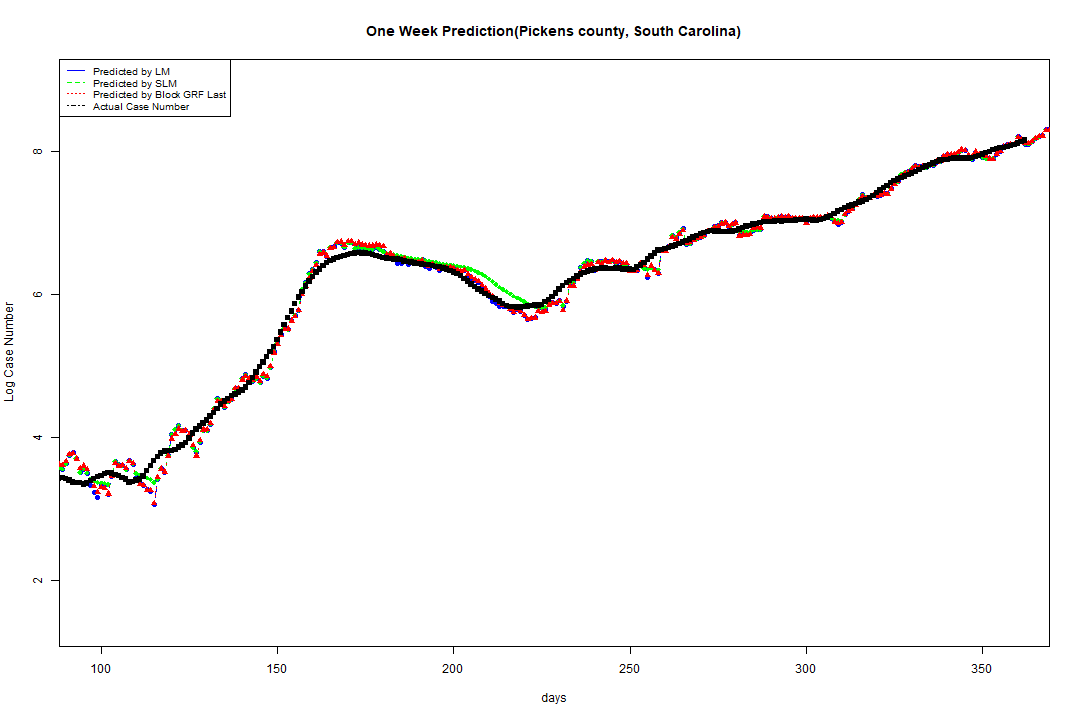 One Week Prediction(Pickens county, South Carolina)
Predicted by LM
Predicted by SLM
Predicted by Block GRF Last
Actual Case Number
8
6
4
2
Log Case Number
100 150 200 250 300 350
days